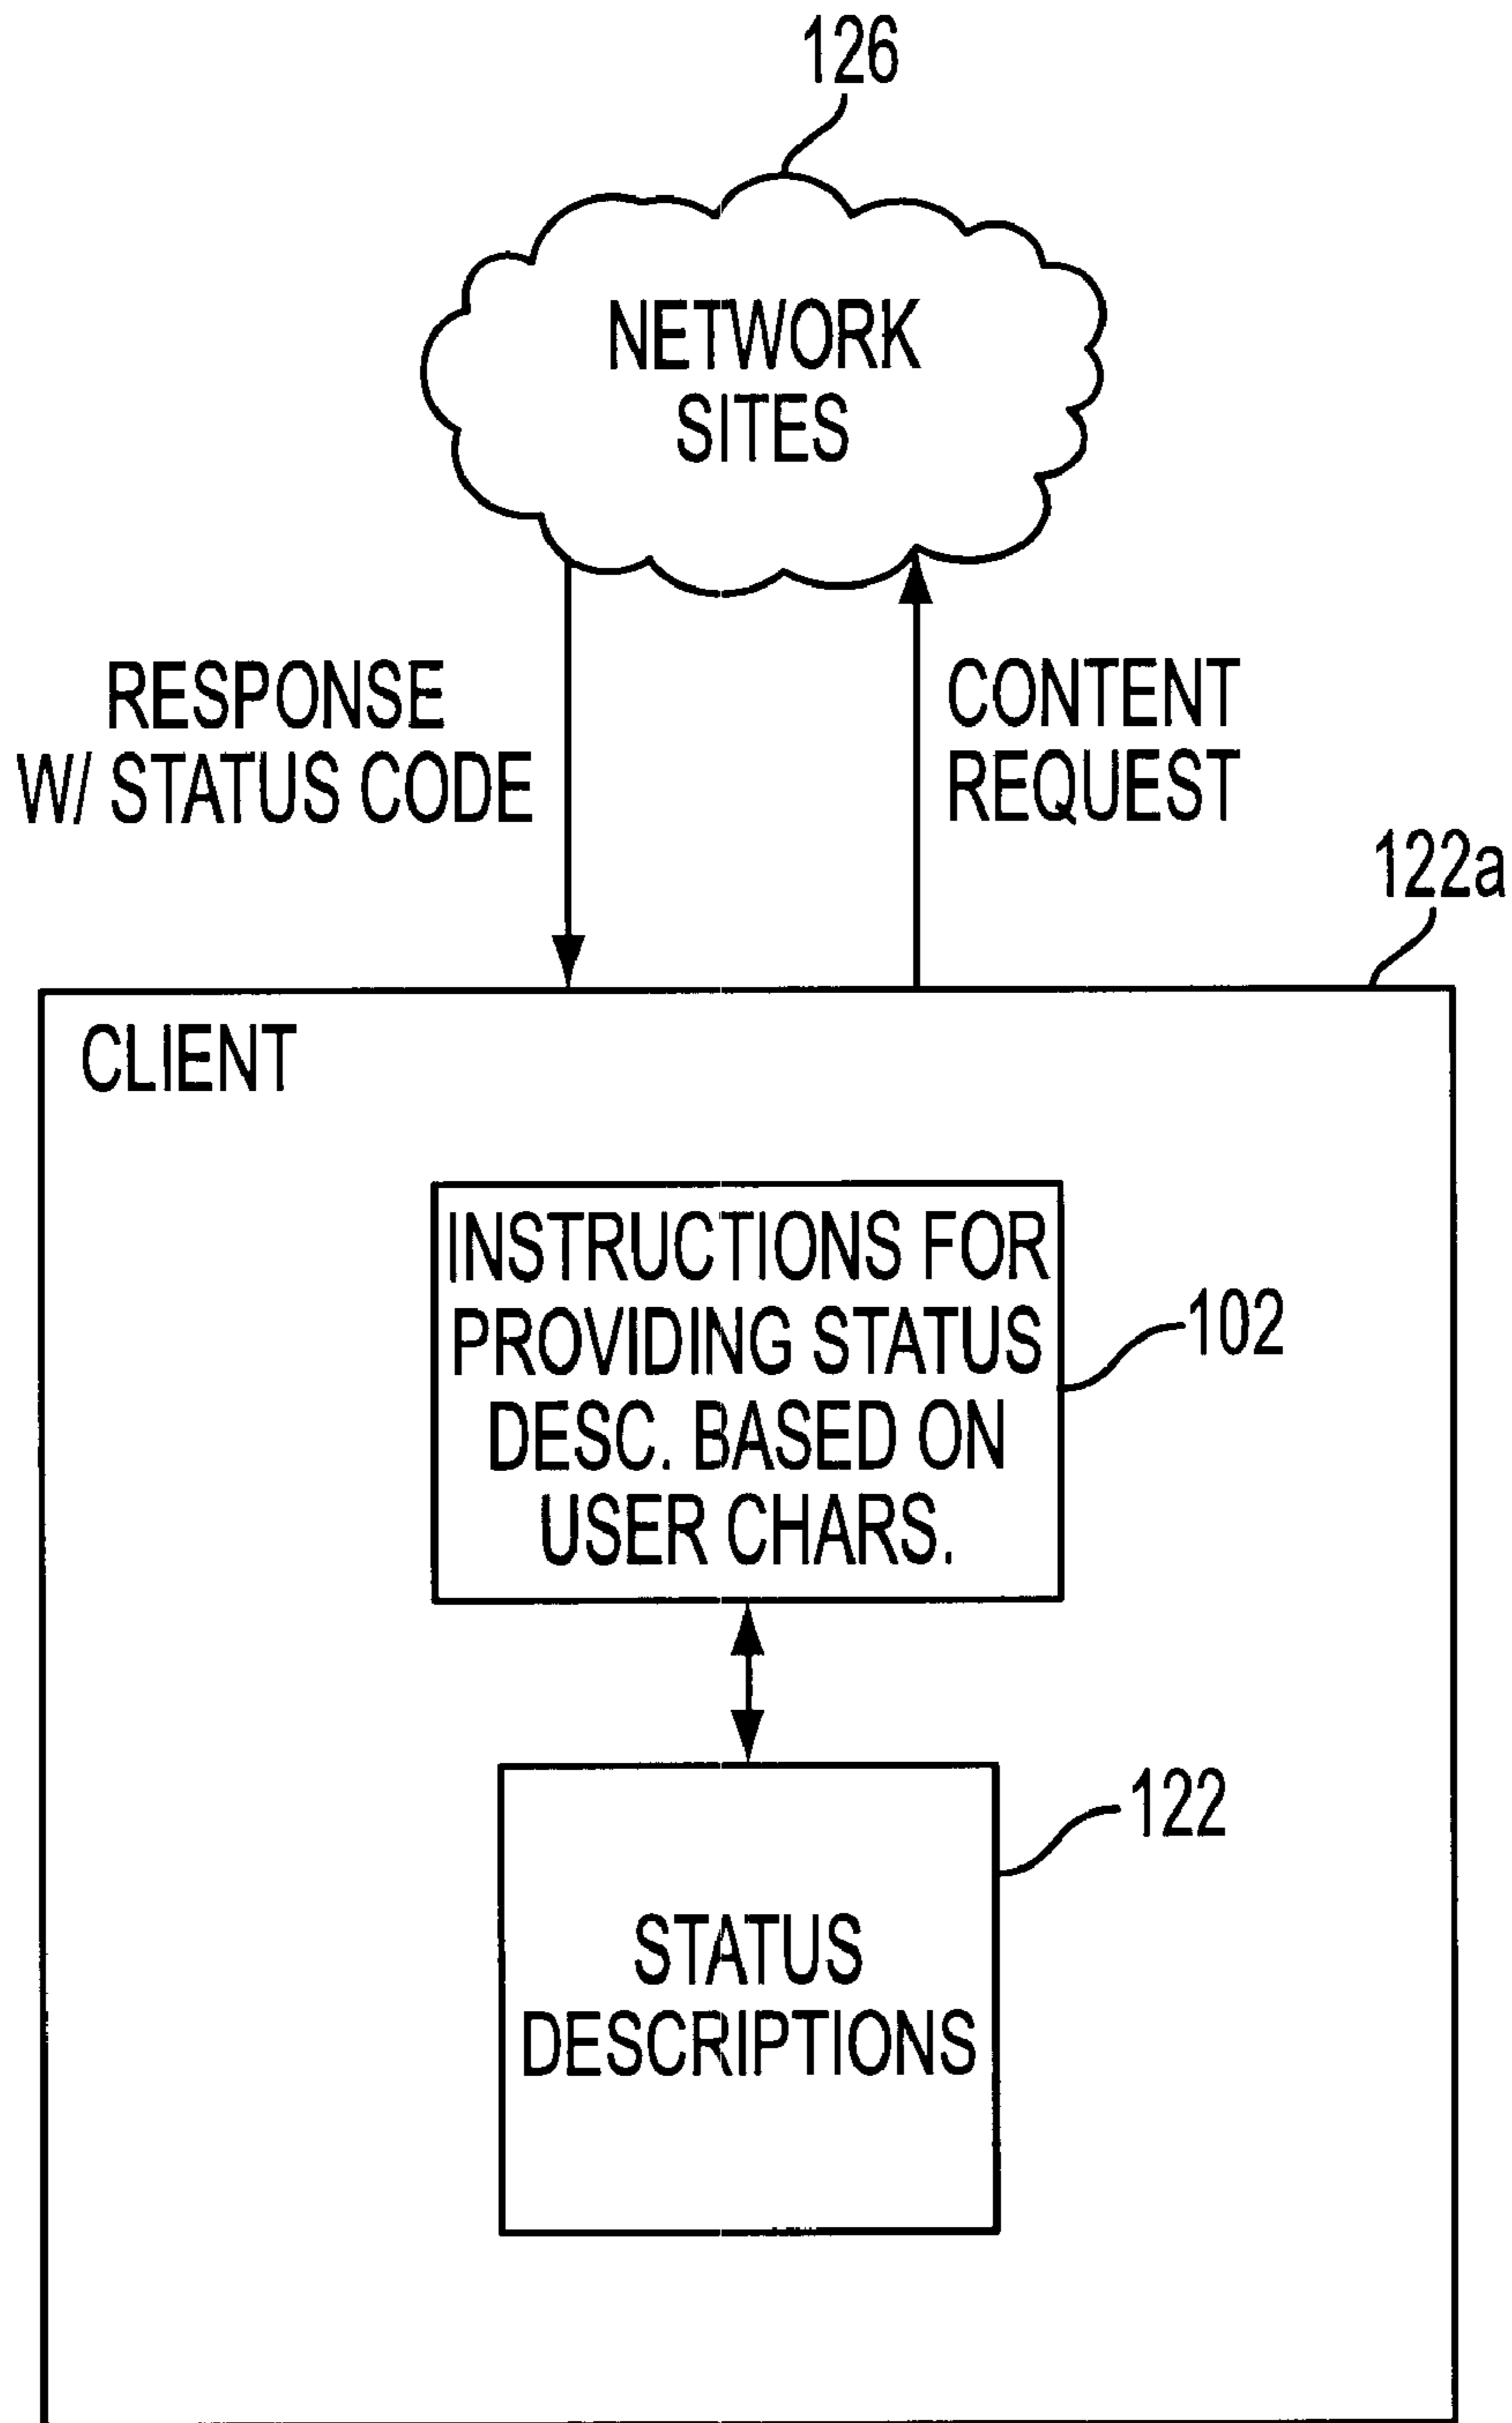 126
NETWORK
SITES
RESPONSE
W/ STATUS CODE
CONTENT
REQUEST
122a
CLIENT
INSTRUCTIONS FOR
PROVIDING STATUS
DESC. BASED ON
USER CHARS.
102
122
STATUS
DESCRIPTIONS